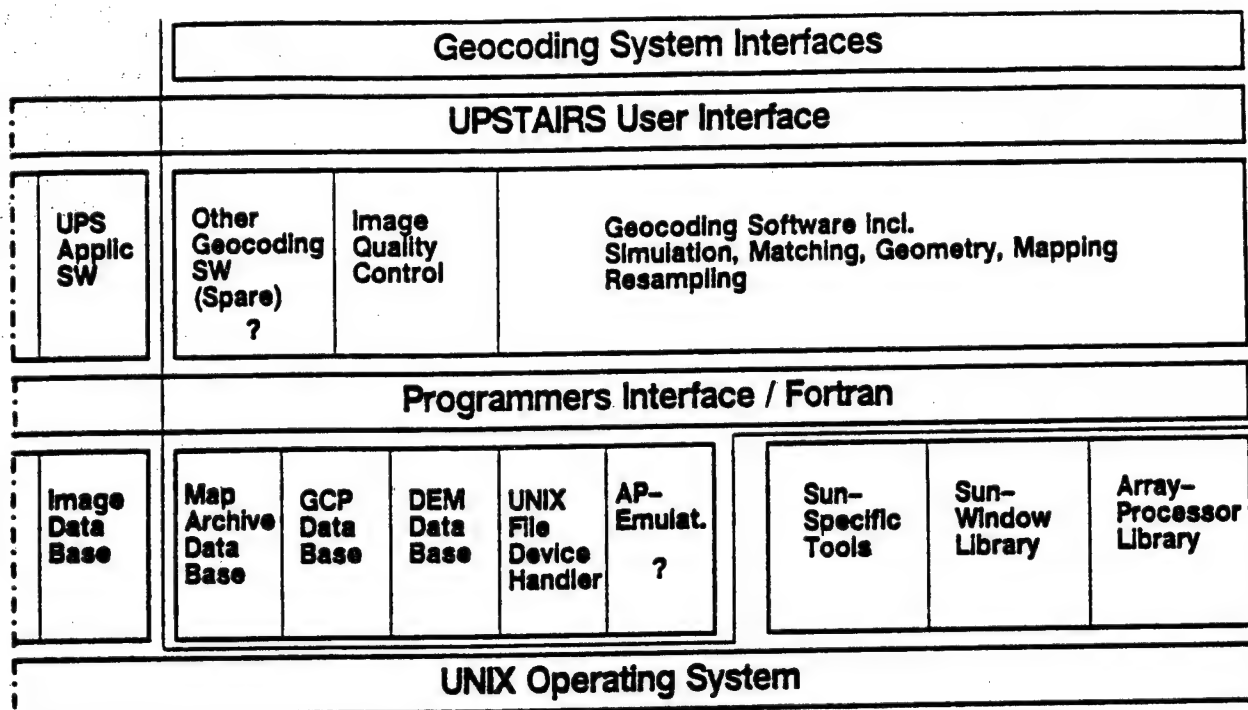 Geocoding System Interfaces
UPSTAIRS User Interface
UPS
Applic
SW
Other
Geocoding
SW
(Spare)
?
Image
Quality
Control
Geocoding Software incl.
Simulation, Matching, Geometry, Mapping
Resampling
Programmers Interface / Fortran
Image
Data
Base
Map
Archive
Data
Base
GCP
Data
Base
DEM
Data
Base
UNIX
File
Device
Handler
AP-
Emulat.
?
Sun-
Specific
Tools
Sun-
Window
Library
Array-
Processor
Library
UNIX Operating System